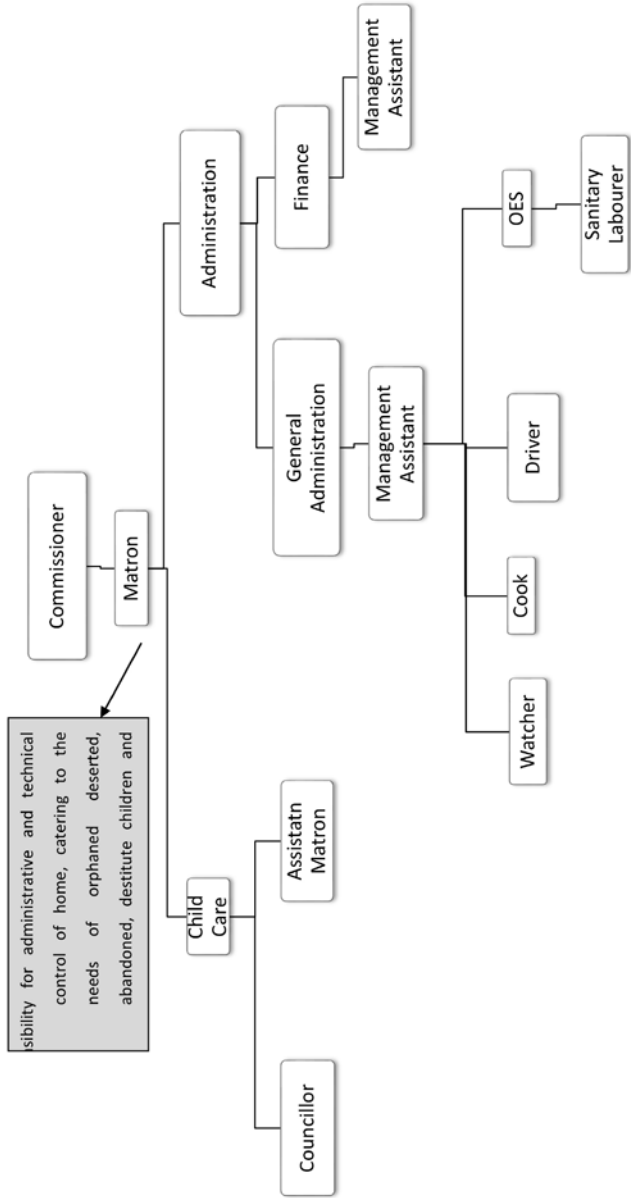 Commissioner
Matron
sibility for administrative and technical
control of home, catering to the
needs of orphaned deserted,
abandoned, destitute children and
Child
Care
Administration
Councillor
Assistatn
Matron
General
Administration
Finance
Management
Assistant
Management
Assistant
Watcher
Cook
Driver
OES
Sanitary
Labourer